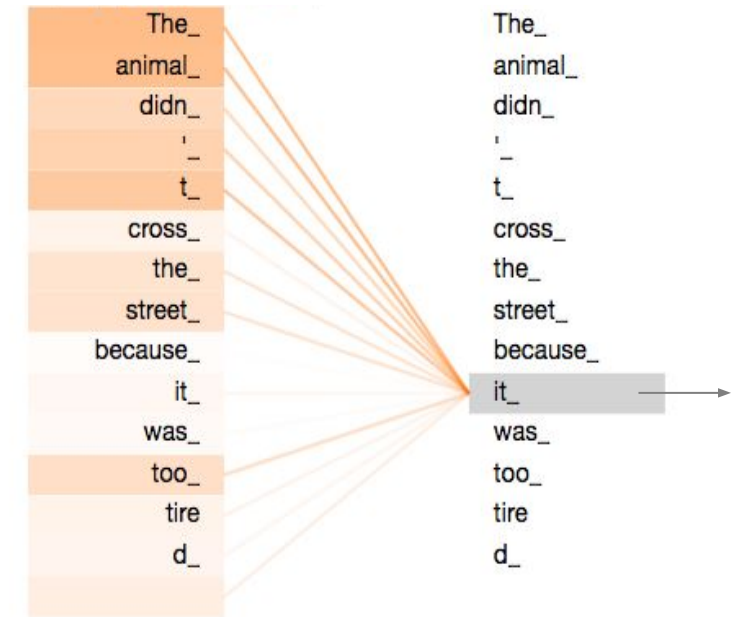 The_ The_
animal_ animal_
didn_ didn_
'_ '_
t_ t_
cross_ cross_
the_ the_
street_ street_
because_ because_
it_ it_
was_ was_
too_ too_
tire tire
d_ d_